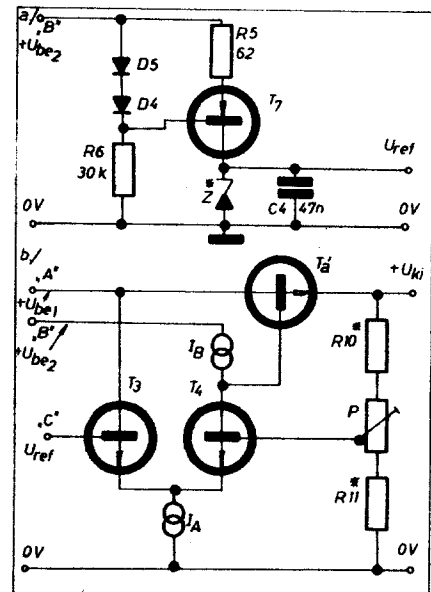 a/
„B"
+Ube2
D5
D4
R5
62
T7
R6
30k
Uref
Z*
C4 47n
0V
0V
b/
„A"
+Ube1
„B"
+Ube2
Ta'
+Uki
IB
R10*
T3
T4
P
„C"
Uref
R11*
IA
0V
0V